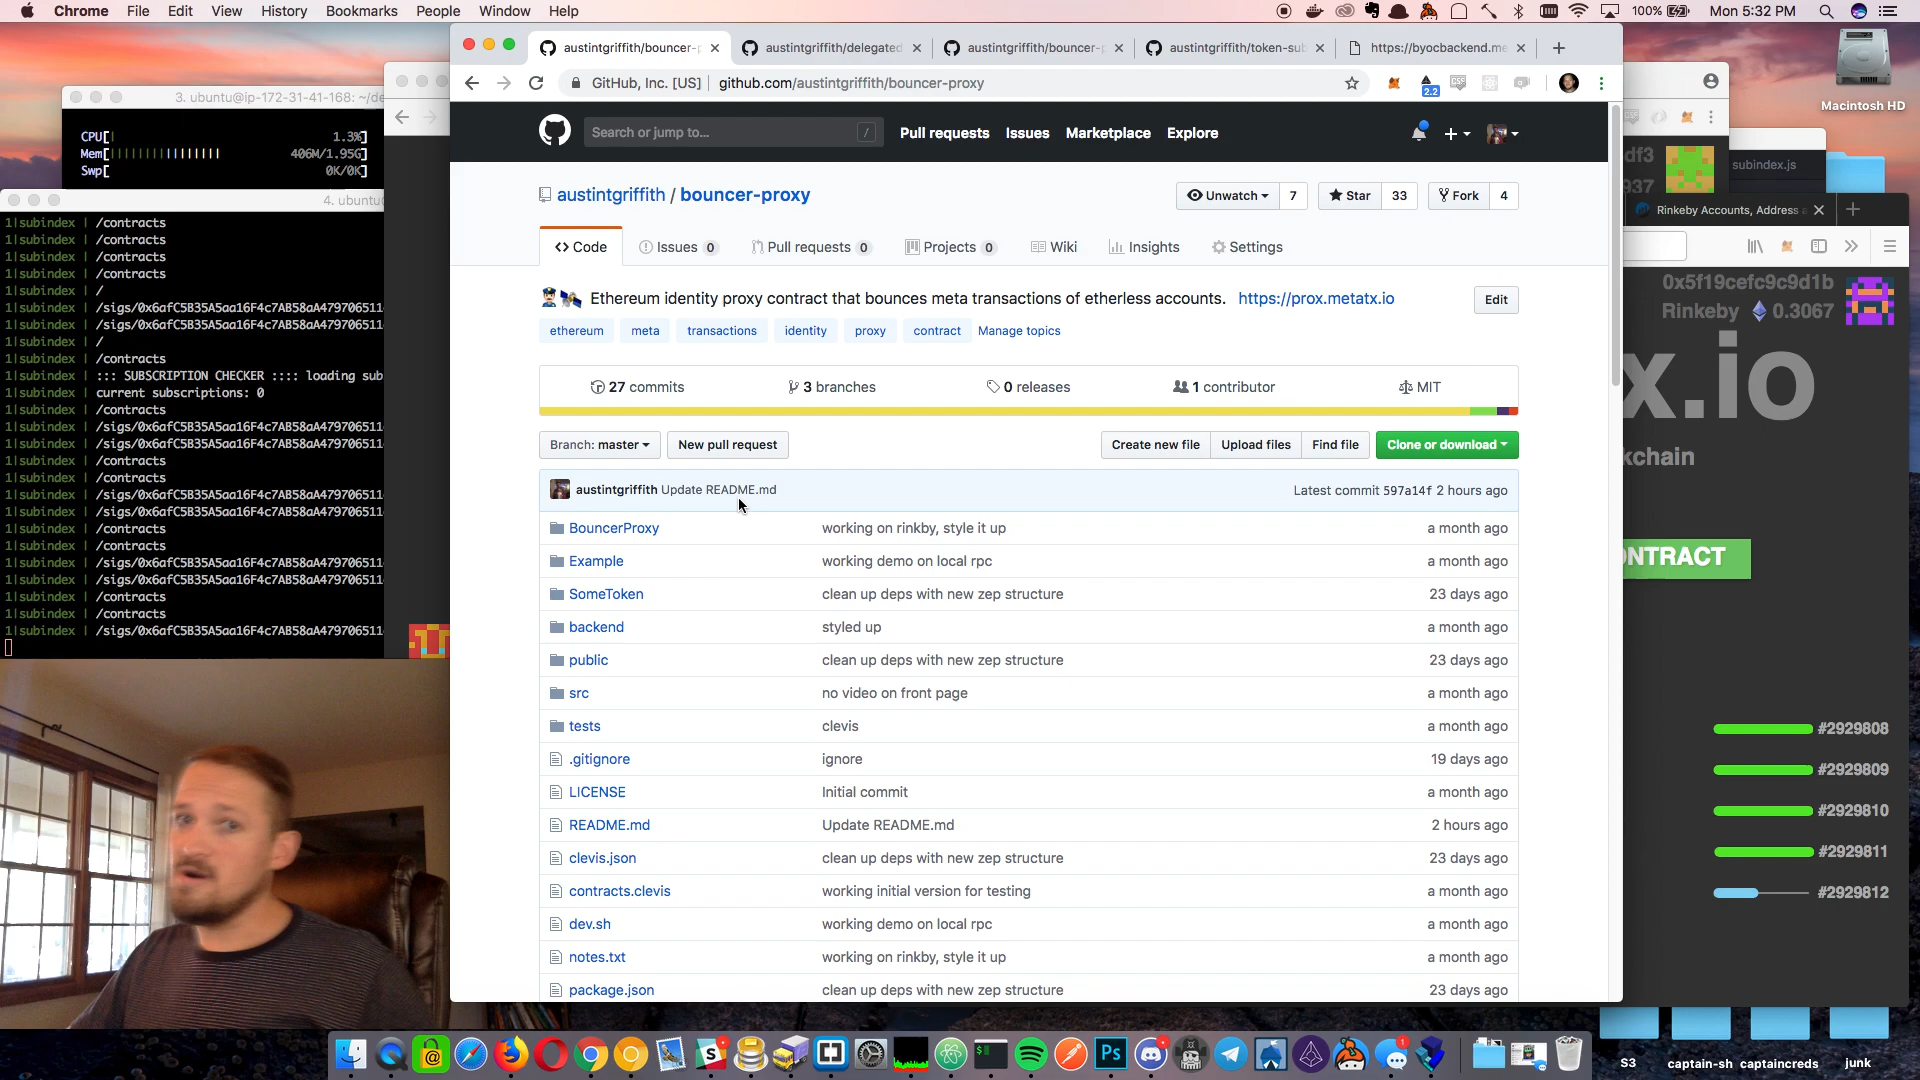 Chrome File Edit View History Bookmarks People Window Help
100% Mon 5:32 PM
3. ubuntu@ip-172-31-41-168: ~/de
CPU[ 1.3%]
Mem[ 406M/1.95G]
Swp[ 0K/0K]
4. ubuntu
1|subindex | /contracts
1|subindex | /contracts
1|subindex | /contracts
1|subindex | /contracts
1|subindex | /
1|subindex | /sigs/0x6afC5B35A5aa16F4c7AB58aA479706511
1|subindex | /sigs/0x6afC5B35A5aa16F4c7AB58aA479706511
1|subindex | /
1|subindex | /contracts
1|subindex | ::: SUBSCRIPTION CHECKER :::: loading sub
1|subindex | current subscriptions: 0
1|subindex | /contracts
1|subindex | /sigs/0x6afC5B35A5aa16F4c7AB58aA479706511
1|subindex | /sigs/0x6afC5B35A5aa16F4c7AB58aA479706511
1|subindex | /contracts
1|subindex | /contracts
1|subindex | /sigs/0x6afC5B35A5aa16F4c7AB58aA479706511
1|subindex | /sigs/0x6afC5B35A5aa16F4c7AB58aA479706511
1|subindex | /contracts
1|subindex | /contracts
1|subindex | /sigs/0x6afC5B35A5aa16F4c7AB58aA479706511
1|subindex | /sigs/0x6afC5B35A5aa16F4c7AB58aA479706511
1|subindex | /contracts
1|subindex | /contracts
1|subindex | /sigs/0x6afC5B35A5aa16F4c7AB58aA479706511
austintgriffith/bouncer-p
austintgriffith/delegated
austintgriffith/bouncer-p
austintgriffith/token-sub
https://byocbackend.me
GitHub, Inc. [US] github.com/austintgriffith/bouncer-proxy
2.2
Search or jump to... / Pull requests Issues Marketplace Explore
austintgriffith / bouncer-proxy
Unwatch 7 Star 33 Fork 4
Code Issues 0 Pull requests 0 Projects 0 Wiki Insights Settings
Ethereum identity proxy contract that bounces meta transactions of etherless accounts. https://prox.metatx.io Edit
ethereum meta transactions identity proxy contract Manage topics
27 commits 3 branches 0 releases 1 contributor MIT
Branch: master New pull request Create new file Upload files Find file Clone or download
austintgriffith Update README.md Latest commit 597a14f 2 hours ago
BouncerProxy working on rinkby, style it up a month ago
Example working demo on local rpc a month ago
SomeToken clean up deps with new zep structure 23 days ago
backend styled up a month ago
public clean up deps with new zep structure 23 days ago
src no video on front page a month ago
tests clevis a month ago
.gitignore ignore 19 days ago
LICENSE Initial commit a month ago
README.md Update README.md 2 hours ago
clevis.json clean up deps with new zep structure 23 days ago
contracts.clevis working initial version for testing a month ago
dev.sh working demo on local rpc a month ago
notes.txt working on rinkby, style it up a month ago
package.json clean up deps with new zep structure 23 days ago
Macintosh HD
df3
937
subindex.js
Rinkeby Accounts, Address a
0x5f19cefc9c9d1b
Rinkeby 0.3067
x.io
kchain
ONTRACT
#2929808
#2929809
#2929810
#2929811
#2929812
S3 captain-sh captaincreds junk